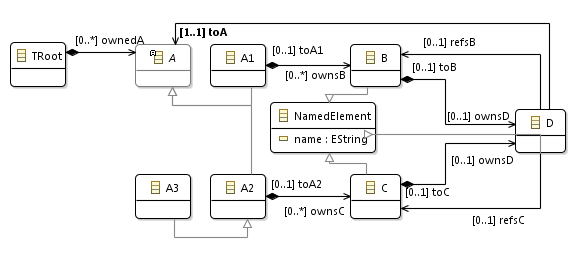 [1..1] toA
[0..*] ownedA
[0..1] toA1
[0..1] refsB
TRoot
A
A1
B
[0..*] ownsB
[0..1] toB
NamedElement
[0..1] ownsD
D
name : EString
[0..1] ownsD
A3
A2
[0..1] toA2
C
[0..1] toC
[0..*] ownsC
[0..1] refsC